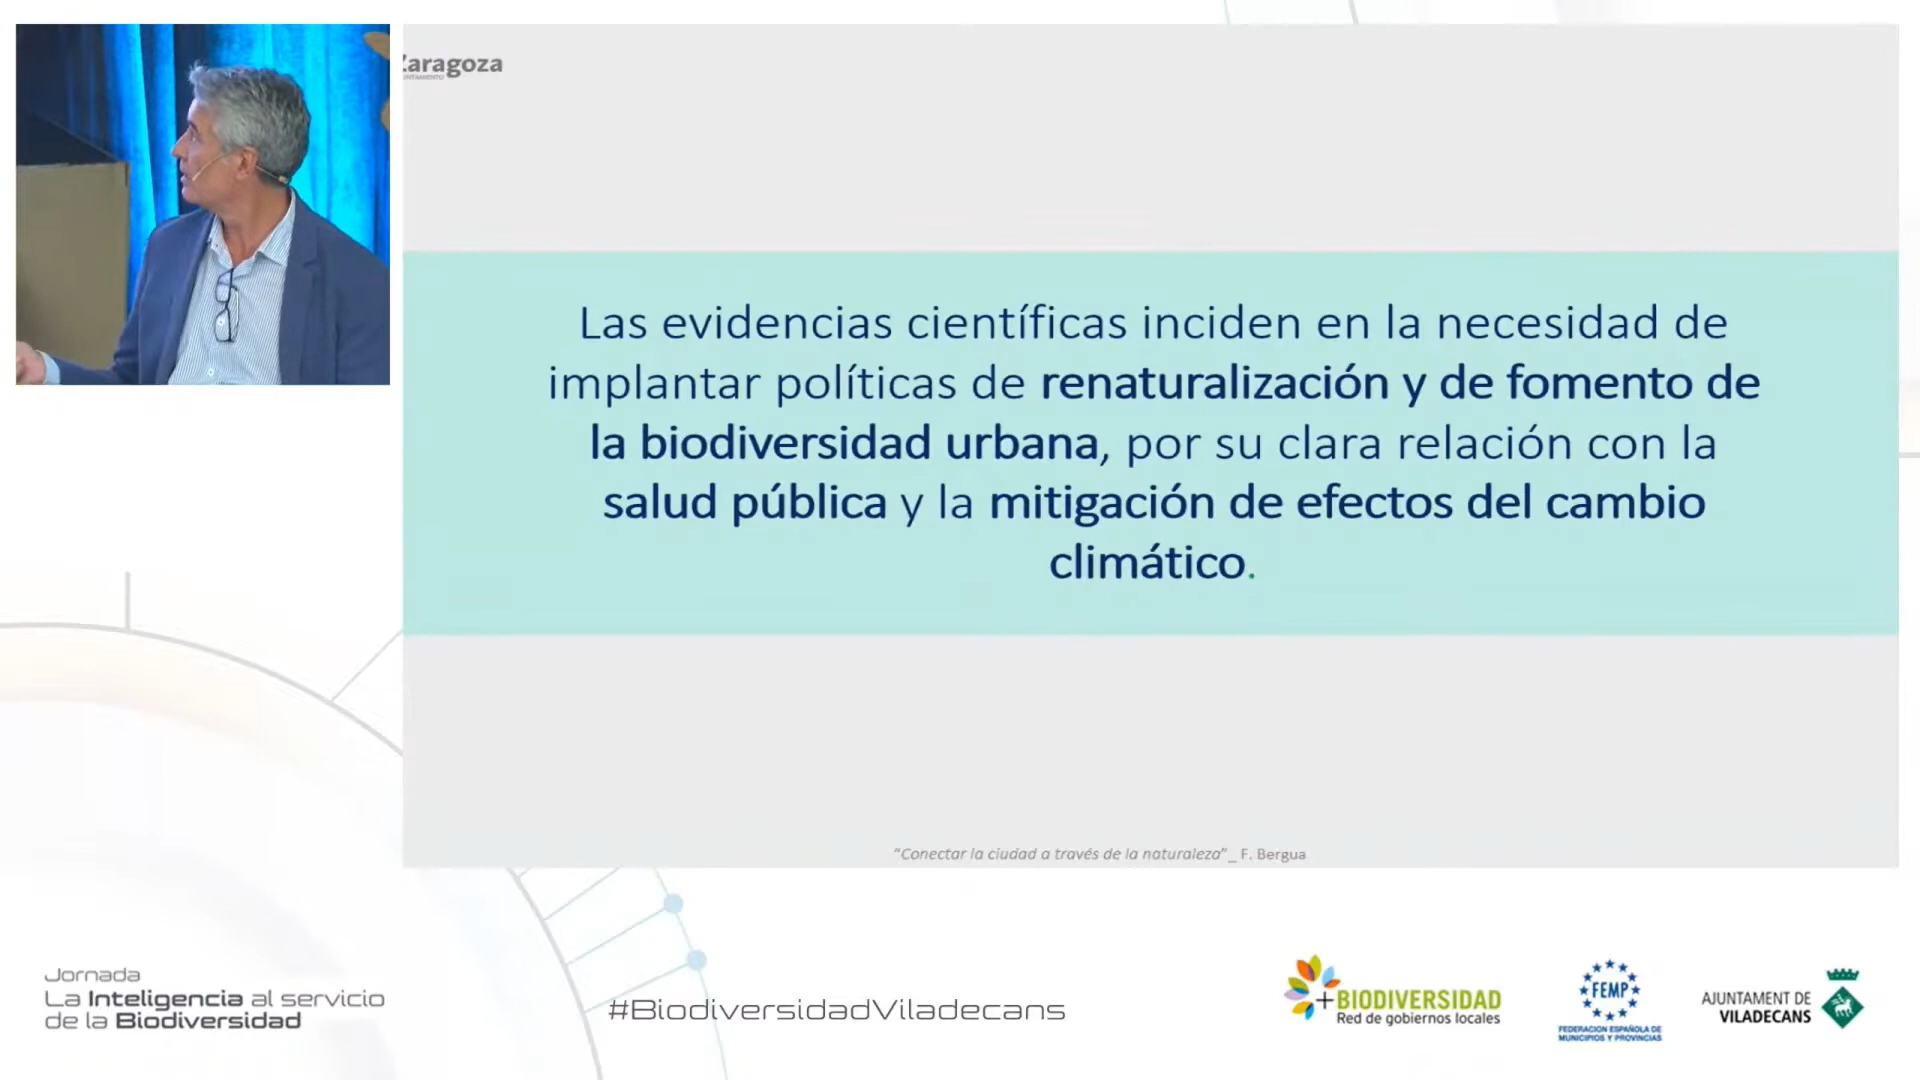 Zaragoza
Las evidencias científicas inciden en la necesidad de
implantar políticas de renaturalización y de fomento de
la biodiversidad urbana, por su clara relación con la
salud pública y la mitigación de efectos del cambio
climático.
“Conectar la ciudad a través de la naturaleza”_ F. Bergua
Jornada
La Inteligencia al servicio
de la Biodiversidad
#BiodiversidadViladecans
+BIODIVERSIDAD
Red de gobiernos locales
FEMP
FEDERACION ESPAÑOLA DE
MUNICIPIOS Y PROVINCIAS
AJUNTAMENT DE
VILADECANS